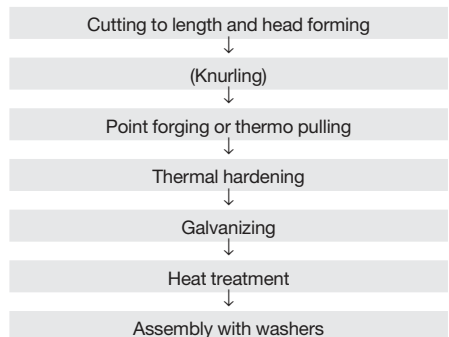 Cutting to length and head forming
↓
(Knurling)
↓
Point forging or thermo pulling
↓
Thermal hardening
↓
Galvanizing
↓
Heat treatment
↓
Assembly with washers